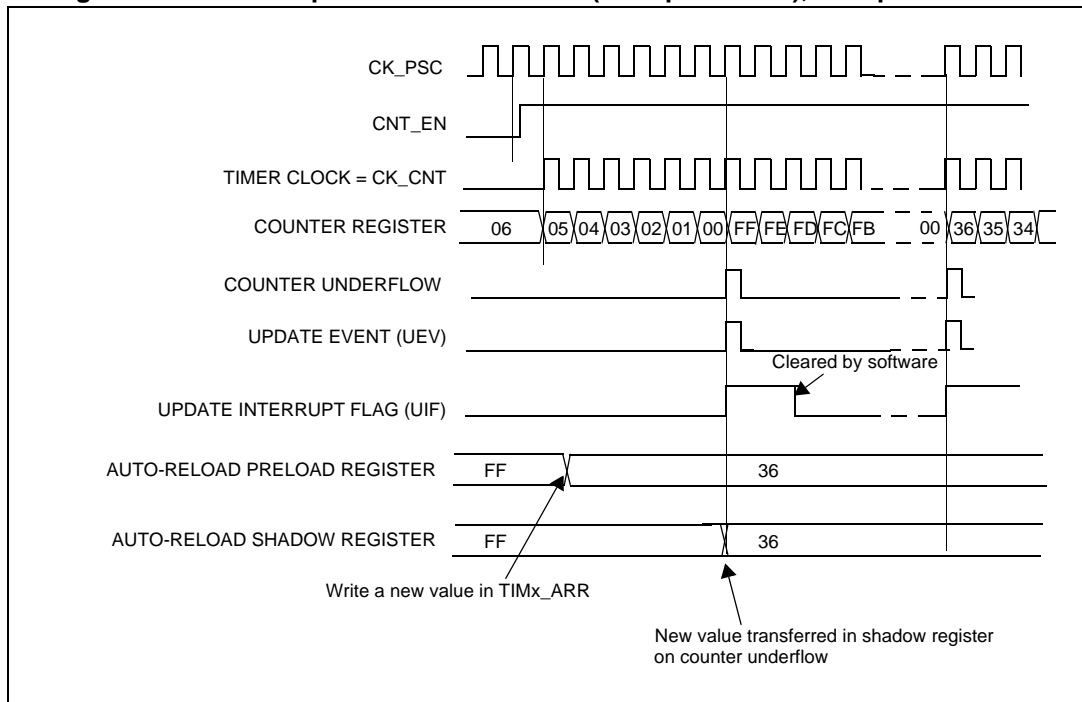 CK_PSC
CNT_EN
TIMER CLOCK = CK_CNT
COUNTER REGISTER 06 05 04 03 02 01 00 FF FE FD FC FB 00 36 35 34
COUNTER UNDERFLOW
UPDATE EVENT (UEV)
Cleared by software
UPDATE INTERRUPT FLAG (UIF)
AUTO-RELOAD PRELOAD REGISTER FF 36
AUTO-RELOAD SHADOW REGISTER FF 36
Write a new value in TIMx_ARR
New value transferred in shadow register
on counter underflow